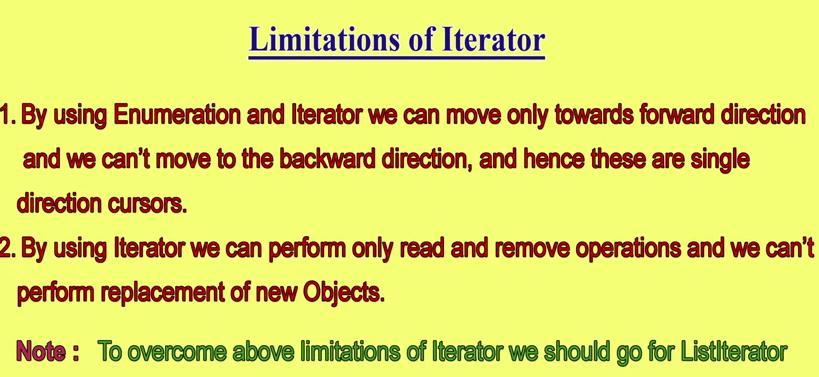 Limitations of Iterator
1. By using Enumeration and Iterator we can move only towards forward direction
and we can't move to the backward direction, and hence these are single
direction cursors.
2. By using Iterator we can perform only read and remove operations and we can't
perform replacement of new Objects.
Note : To overcome above limitations of Iterator we should go for ListIterator